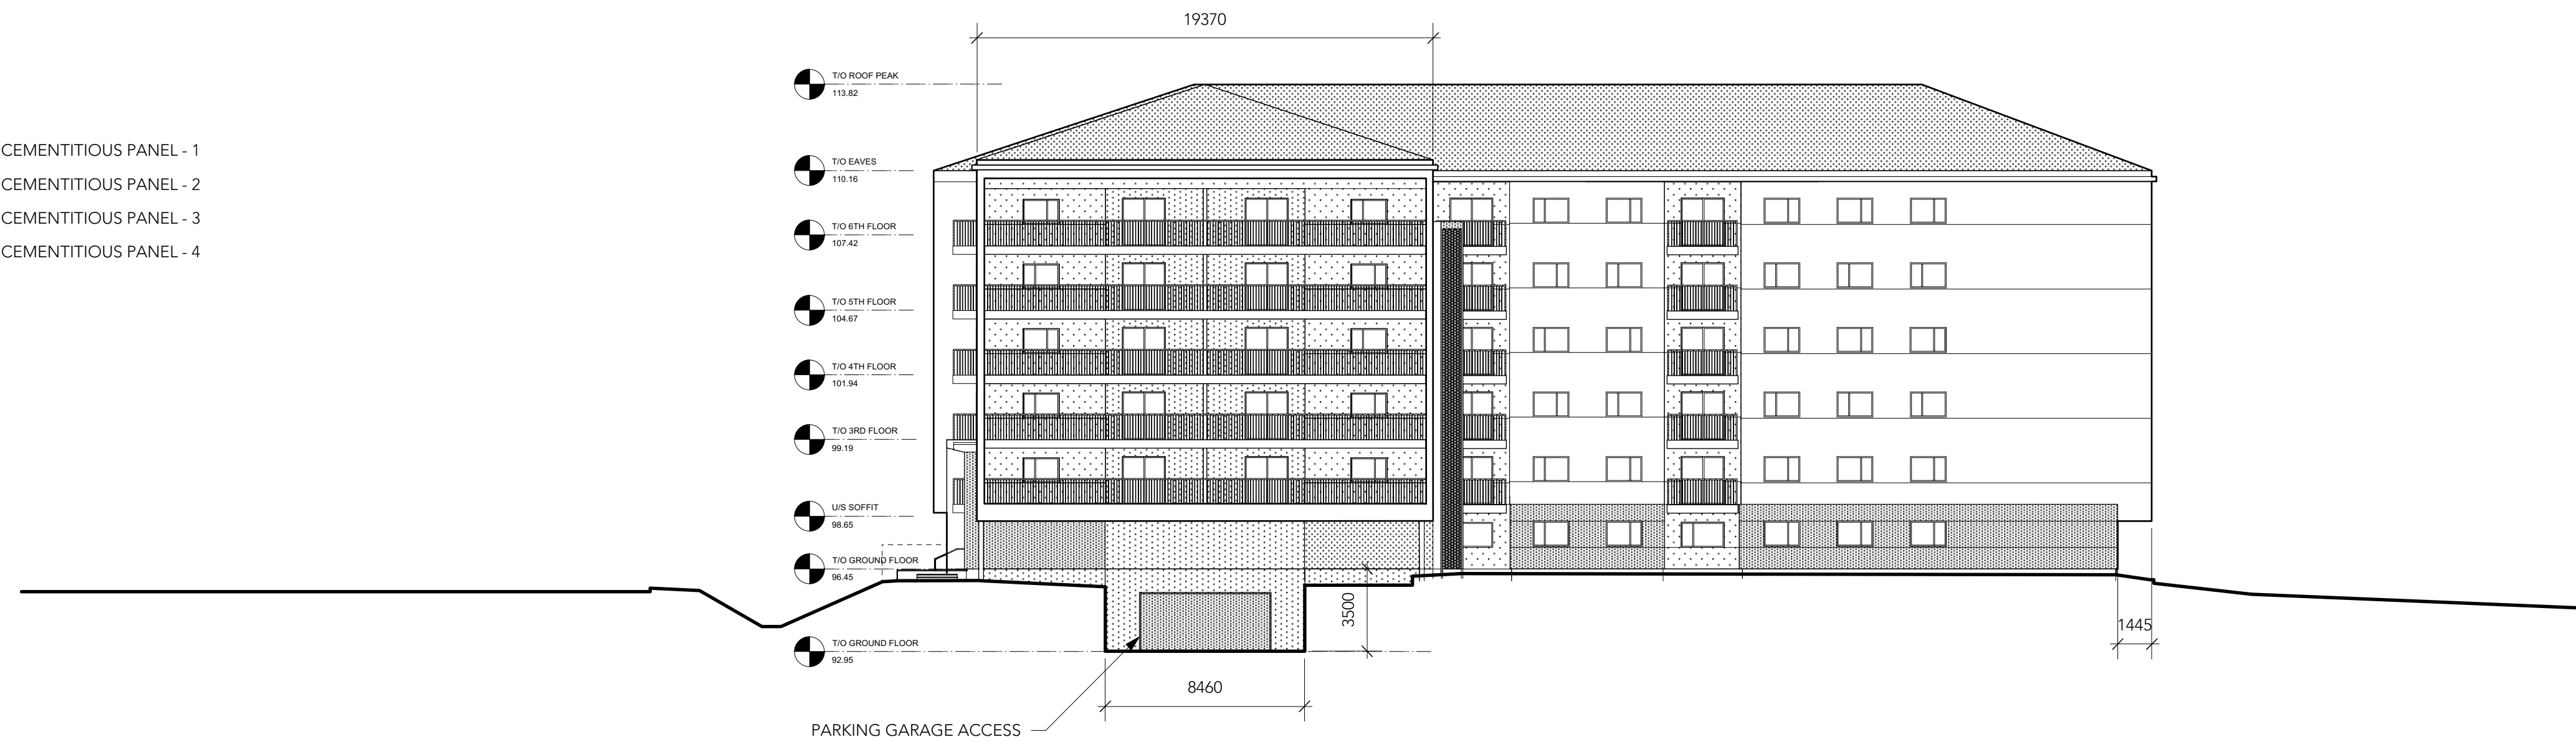 19370
T/O ROOF PEAK
113.82
CEMENTITIOUS PANEL - 1
T/O EAVES
110.16
CEMENTITIOUS PANEL - 2
CEMENTITIOUS PANEL - 3
T/O 6TH FLOOR
107.42
CEMENTITIOUS PANEL - 4
T/O 5TH FLOOR
104.67
T/O 4TH FLOOR
101.94
T/O 3RD FLOOR
99.19
U/S SOFFIT
98.65
T/O GROUND FLOOR
96.45
3500
1445
T/O GROUND FLOOR
92.95
8460
PARKING GARAGE ACCESS